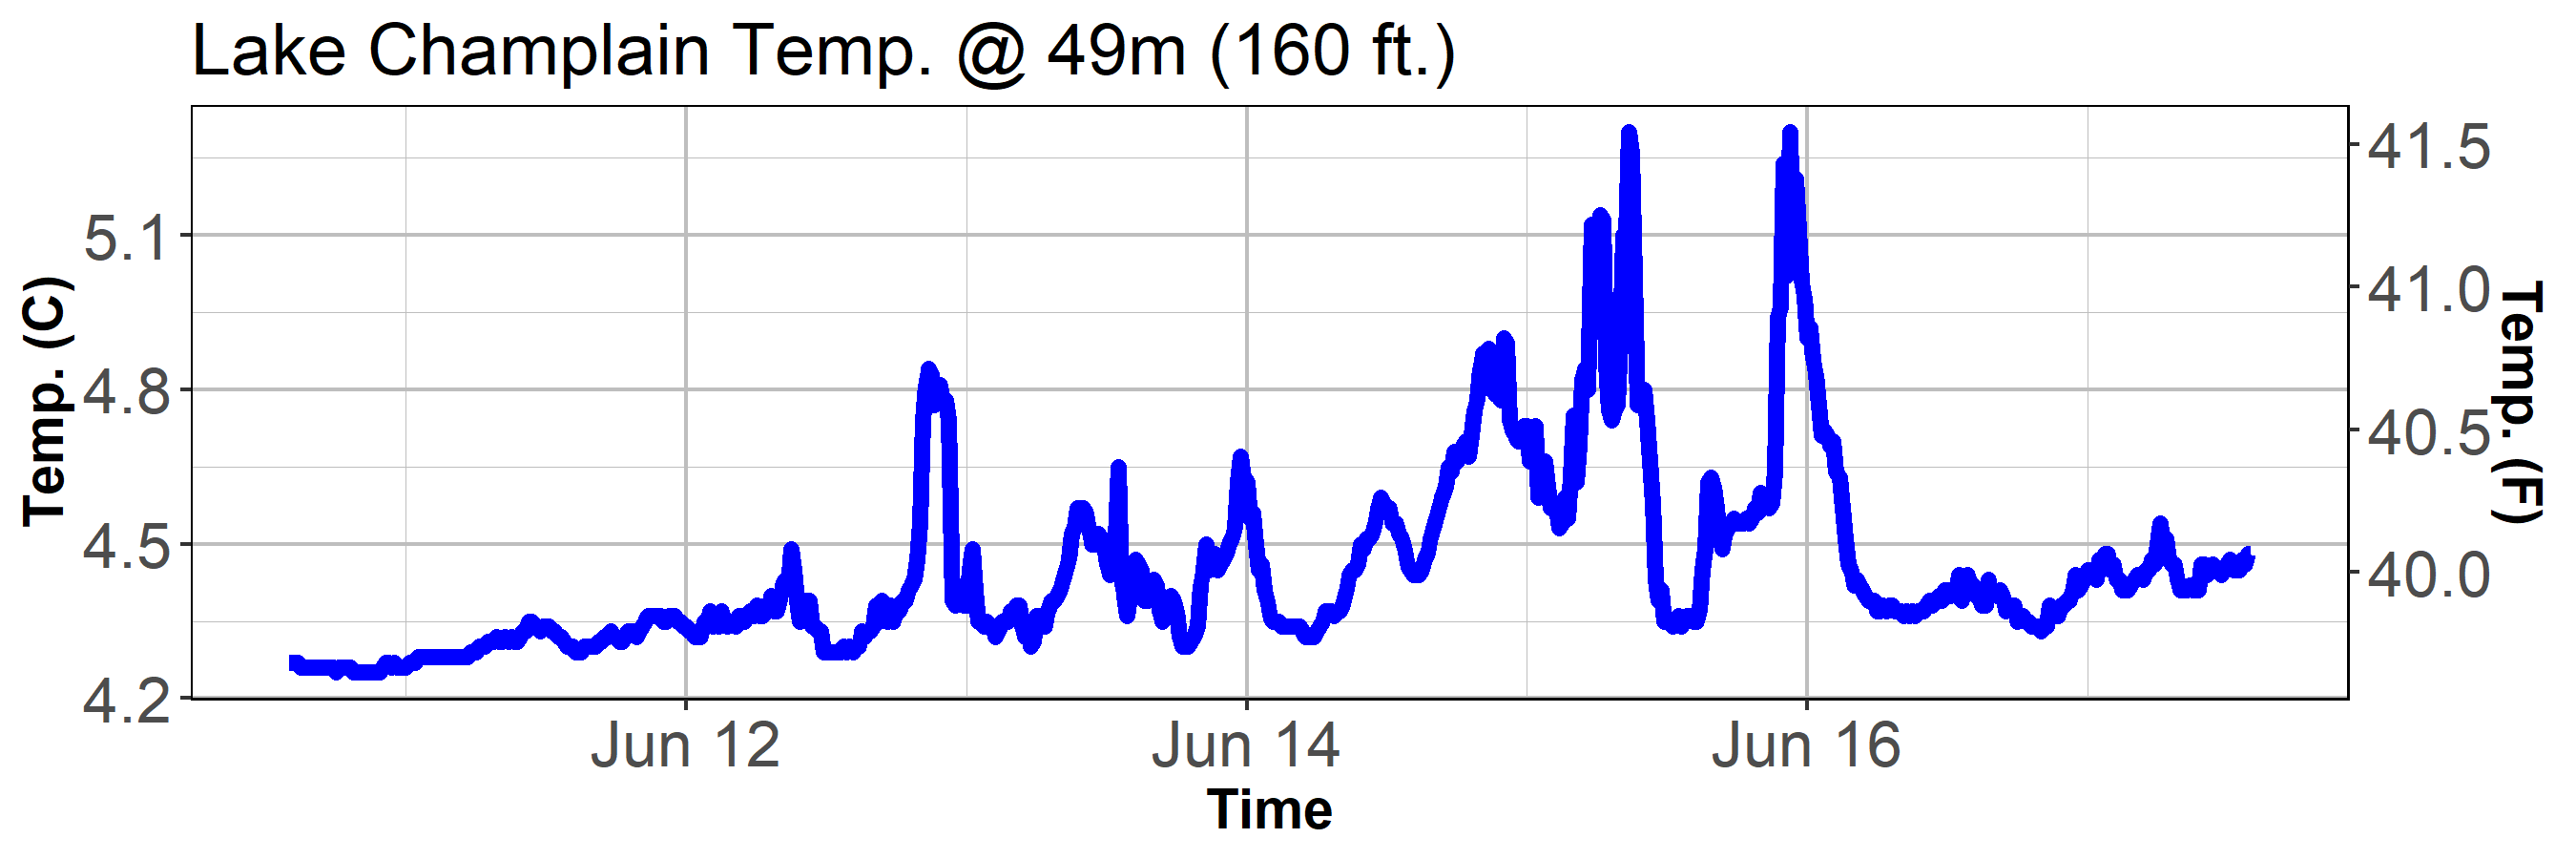 Lake Champlain Temp. @ 49m (160 ft.)
Temp. (C)
5.1
4.8
4.5
4.2
41.5
41.0
40.5
40.0
Temp. (F)
Jun 12 Jun 14 Jun 16
Time